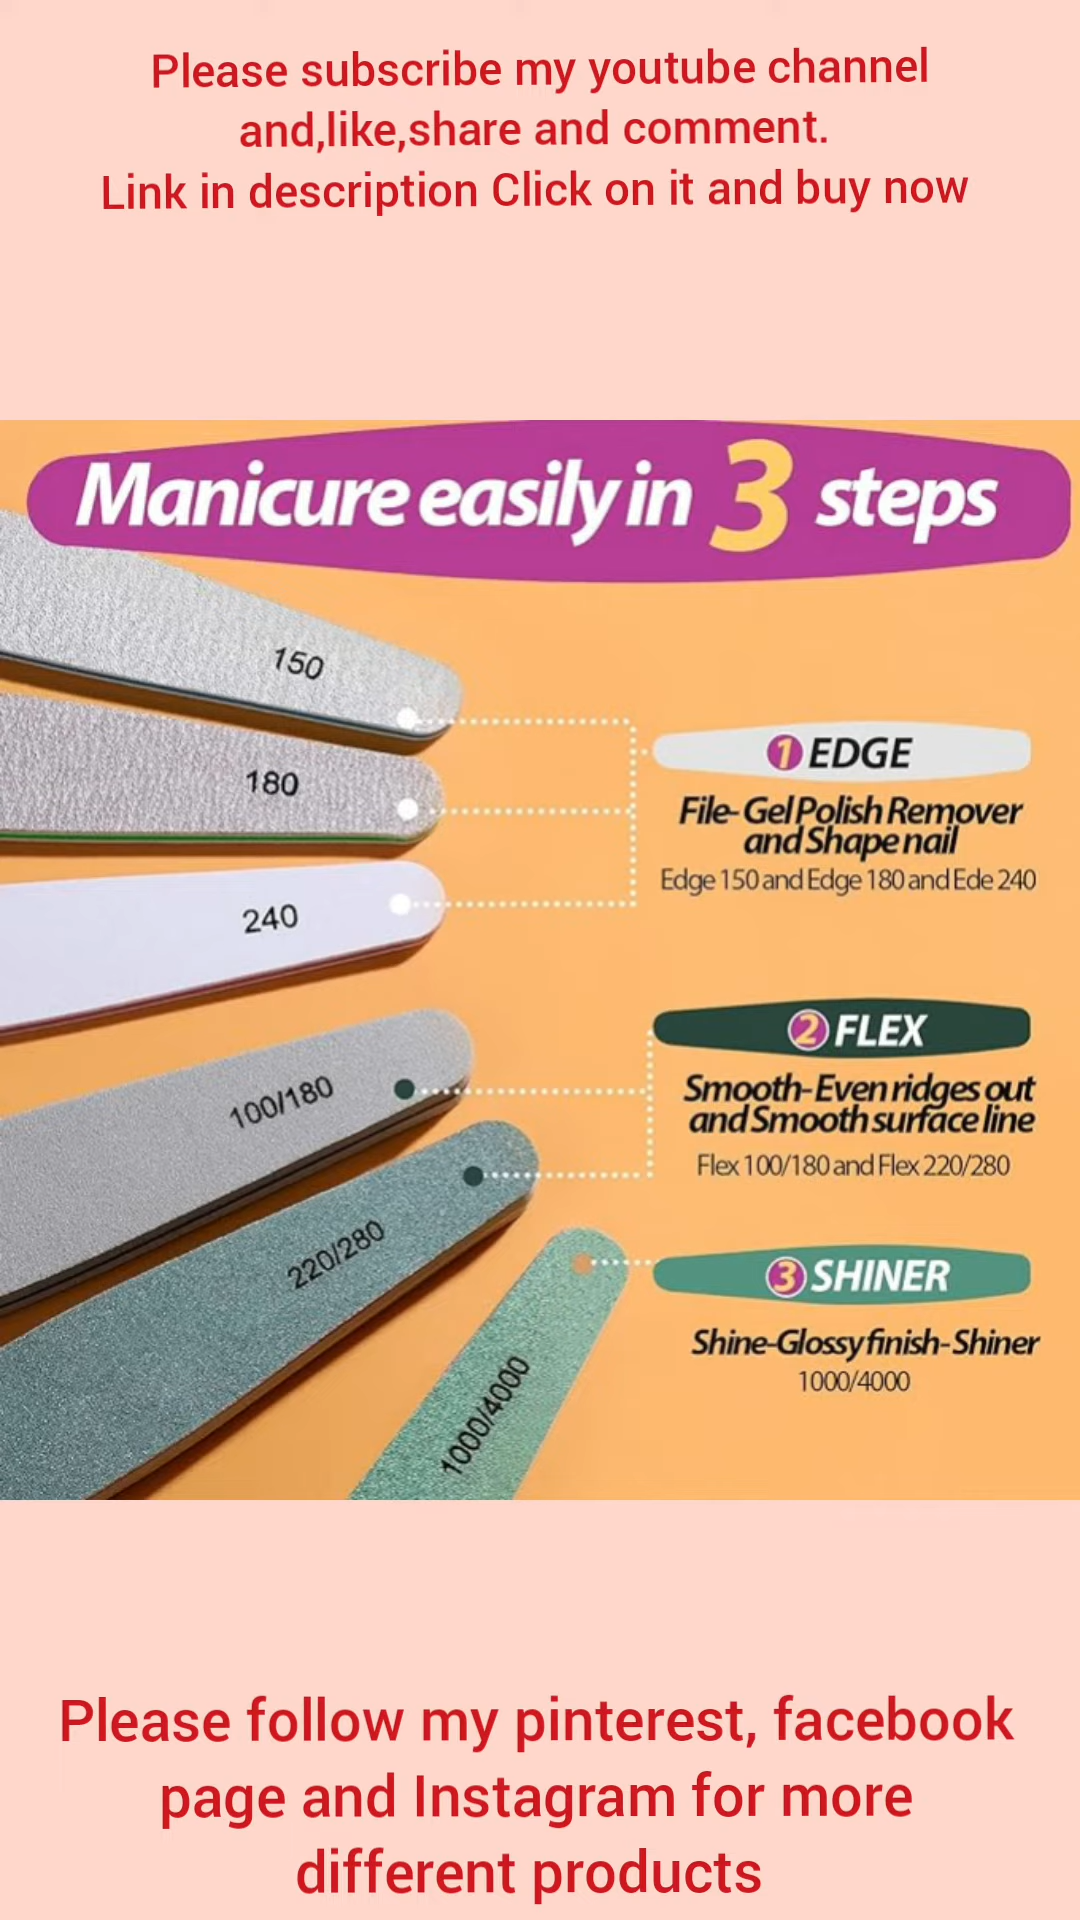 Please subscribe my youtube channel
and,like,share and comment.
Link in description Click on it and buy now
Manicure easily in 3 steps
150
180
240
100/180
220/280
1000/4000
1 EDGE
File-Gel Polish Remover
and Shape nail
Edge 150 and Edge 180 and Ede 240
2 FLEX
Smooth-Even ridges out
and Smooth surface line
Flex 100/180 and Flex 220/280
3 SHINER
Shine-Glossy finish-Shiner
1000/4000
Please follow my pinterest, facebook
page and Instagram for more
different products